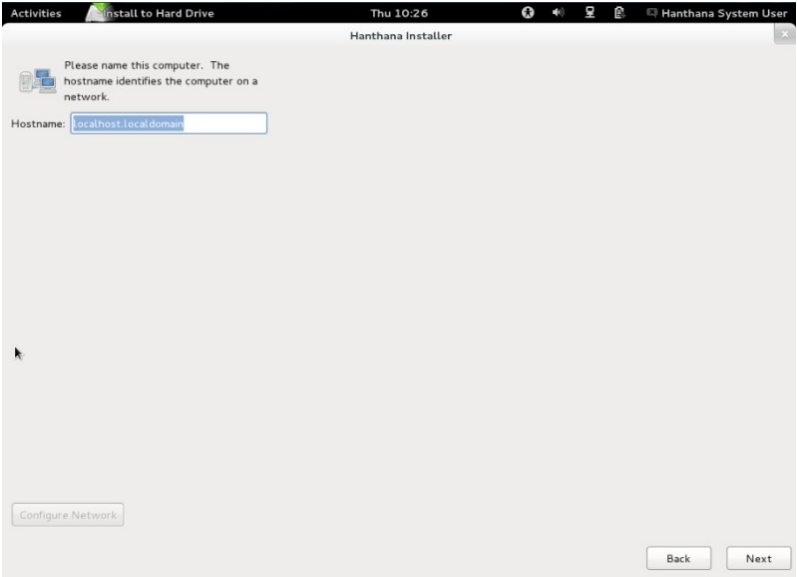 Activities
Install to Hard Drive
Thu 10:26
Hanthana System User
Hanthana Installer
Please name this computer. The
hostname identifies the computer on a
network.
Hostname: localhost.localdomain
Configure Network
Back
Next